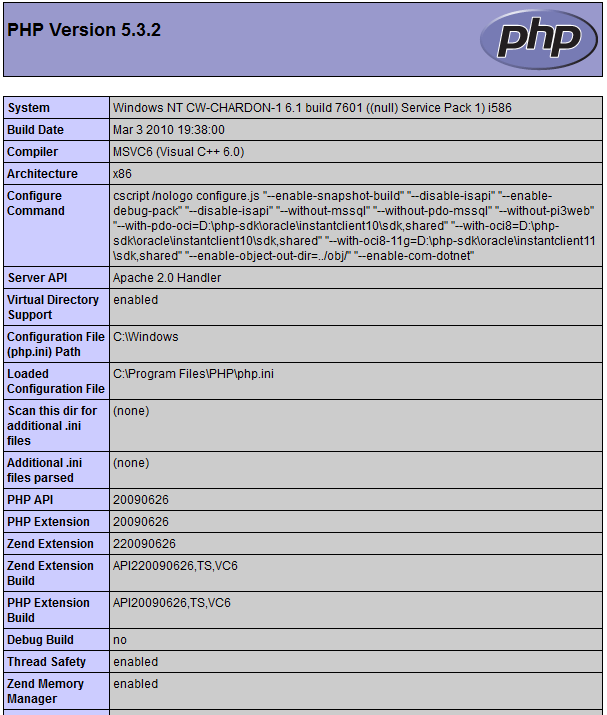 PHP Version 5.3.2
php
System Windows NT CW-CHARDON-1 6.1 build 7601 ((null) Service Pack 1) i586
Build Date Mar 3 2010 19:38:00
Compiler MSVC6 (Visual C++ 6.0)
Architecture x86
Configure Command
cscript /nologo configure.js "--enable-snapshot-build" "--disable-isapi" "--enable-
debug-pack" "--disable-isapi" "--without-mssql" "--without-pdo-mssql" "--without-pi3web"
"--with-pdo-oci=D:\php-sdk\oracle\instantclient10\sdk,shared" "--with-oci8=D:\php-
sdk\oracle\instantclient10\sdk,shared" "--with-oci8-11g=D:\php-sdk\oracle\instantclient11
\sdk,shared" "--enable-object-out-dir=../obj/" "--enable-com-dotnet"
Server API Apache 2.0 Handler
Virtual Directory enabled
Support
Configuration File C:\Windows
(php.ini) Path
Loaded C:\Program Files\PHP\php.ini
Configuration File
Scan this dir for (none)
additional .ini
files
Additional .ini (none)
files parsed
PHP API 20090626
PHP Extension 20090626
Zend Extension 220090626
Zend Extension API220090626,TS,VC6
Build
PHP Extension API20090626,TS,VC6
Build
Debug Build no
Thread Safety enabled
Zend Memory enabled
Manager